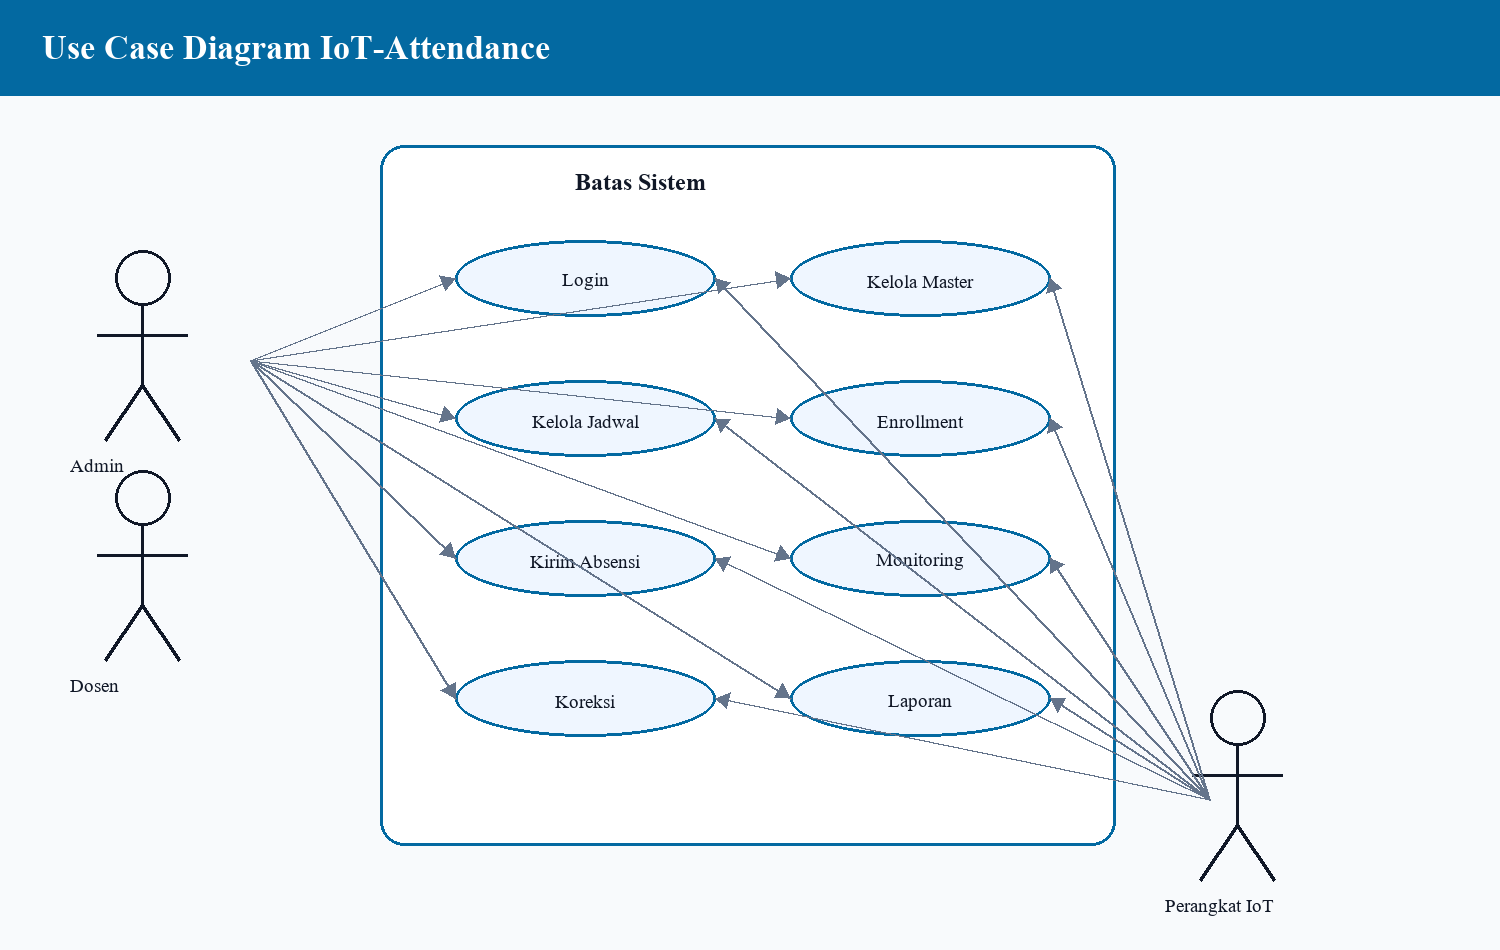 Use Case Diagram IoT-Attendance
Batas Sistem
Login
Kelola Master
Kelola Jadwal
Enrollment
Admin
Kirim Absensi
Monitoring
Dosen
Koreksi
Laporan
Perangkat IoT